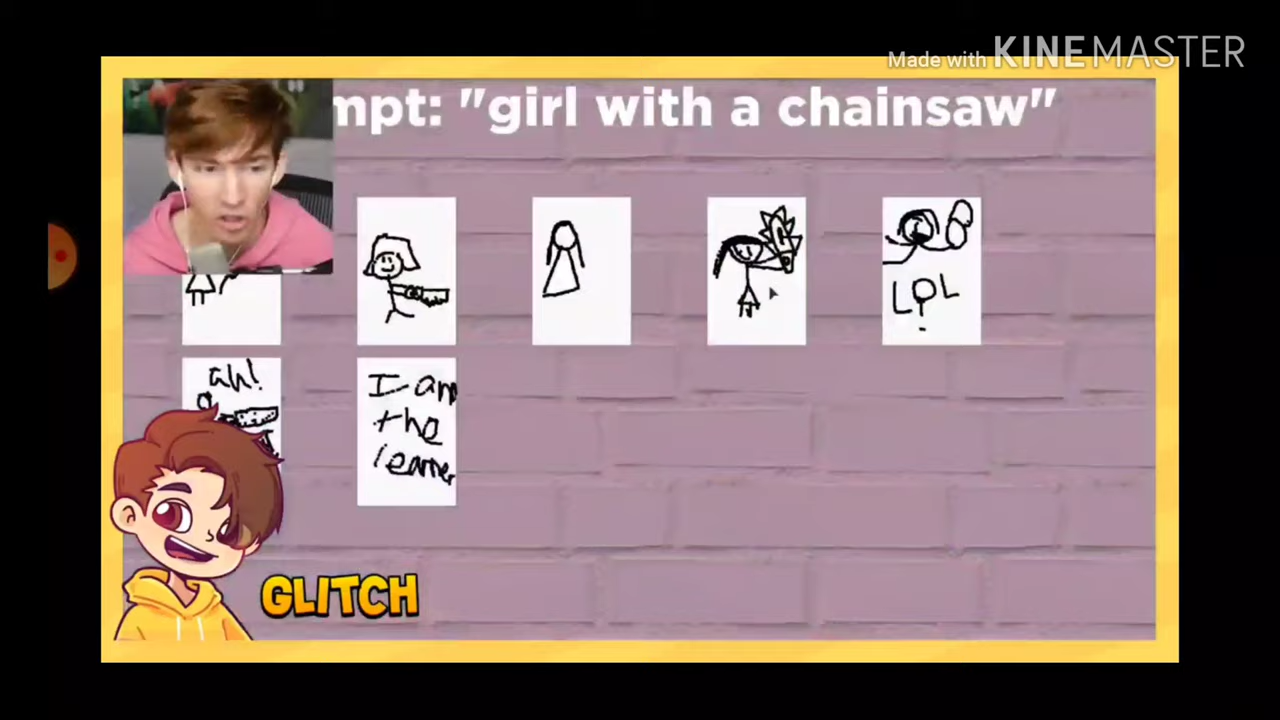 Made with KINEMASTER
mpt: "girl with a chainsaw"
LOL
ah!
I am
the
learner
GLITCH